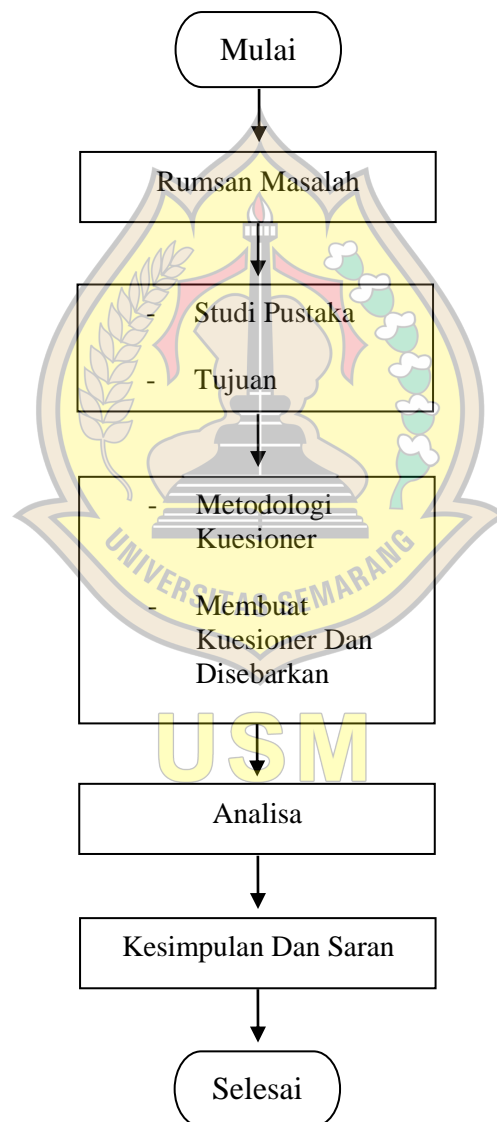 Mulai
Rumsan Masalah
- Studi Pustaka
- Tujuan
- Metodologi
Kuesioner
UNIVERSITAS SEMARANG
- Membuat
Kuesioner Dan
Disebarkan
USM
Analisa
Kesimpulan Dan Saran
Selesai